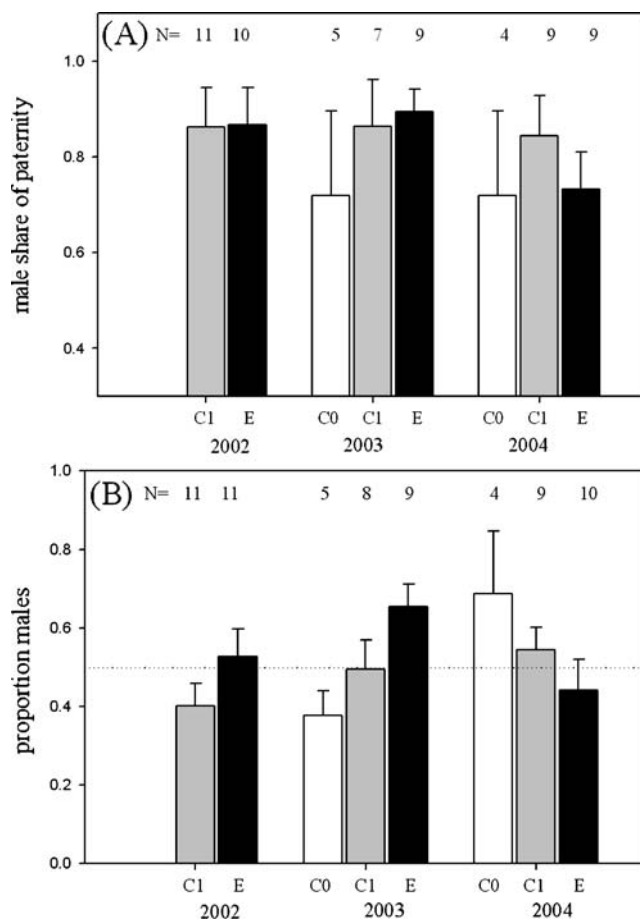 (A) N= 11 10 5 7 9 4 9 9
1.0
0.8
0.6
0.4
male share of paternity
C1 E C0 C1 E C0 C1 E
2002 2003 2004
1.0
(B) N= 11 11 5 8 9 4 9 10
0.8
0.6
0.4
0.2
0.0
proportion males
C1 E C0 C1 E C0 C1 E
2002 2003 2004